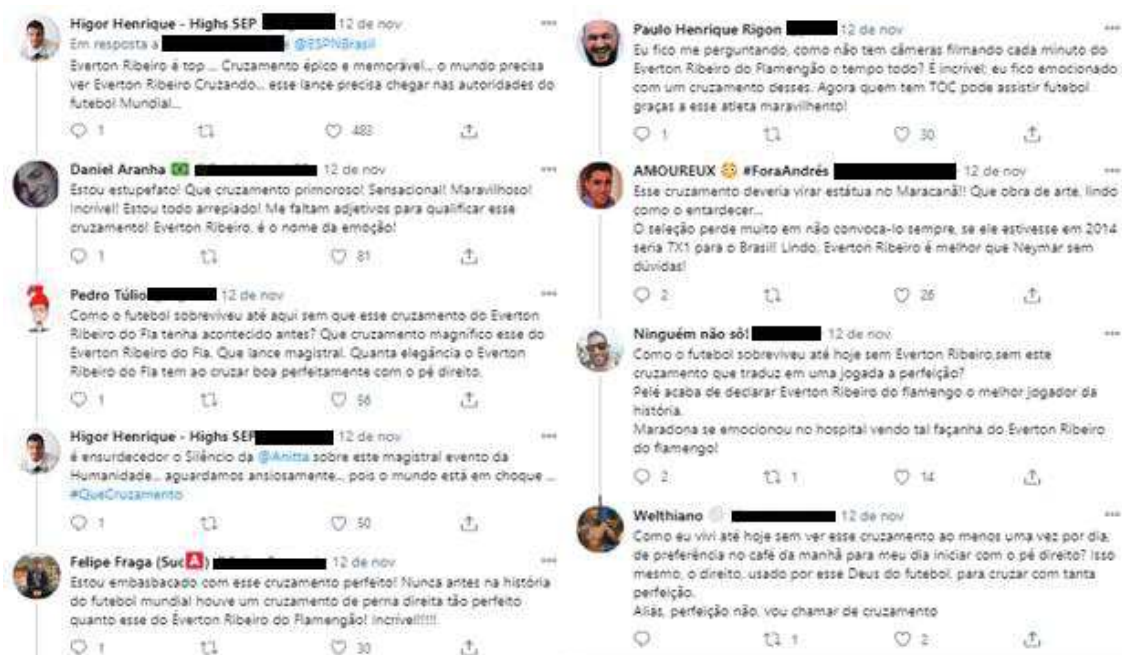 Higor Henrique - Highs SEP 12 de nov
Em resposta a e @ESPNBrasil
Everton Ribeiro é top... Cruzamento épico e memorável... o mundo precisa
ver Everton Ribeiro Cruzando... esse lance precisa chegar nas autoridades do
futebol Mundial...
1 483
Daniel Aranha 12 de nov
Estou estupefato! Que cruzamento primoroso! Sensacional! Maravilhoso!
Incrível! Estou todo arrepiado! Me faltam adjetivos para qualificar esse
cruzamento! Everton Ribeiro, é o nome da emoção!
1 81
Pedro Túlio 12 de nov
Como o futebol sobreviveu até aqui sem que esse cruzamento do Everton
Ribeiro do Fla tenha acontecido antes? Que cruzamento magnífico esse do
Everton Ribeiro do Fla. Que lance magistral. Quanta elegância o Everton
Ribeiro do Fla tem ao cruzar boa perfeitamente com o pé direito.
1 56
Higor Henrique - Highs SEP 12 de nov
é ensurdecedor o Silêncio da @Anitta sobre este magistral evento da
Humanidade... aguardamos ansiosamente... pois o mundo está em choque ...
#QueCruzamento
1 50
Felipe Fraga (Suc A ) 12 de nov
Estou embasbacado com esse cruzamento perfeito! Nunca antes na história
do futebol mundial houve um cruzamento de perna direita tão perfeito
quanto esse do Éverton Ribeiro do Flamengão! Incrível!!!!!
1 30
Paulo Henrique Rigon 12 de nov
Eu fico me perguntando, como não tem câmeras filmando cada minuto do
Everton Ribeiro do Flamengão o tempo todo? É incrível; eu fico emocionado
com um cruzamento desses. Agora quem tem TOC pode assistir futebol
graças a esse atleta maravilhento!
1 30
AMOUREUX #ForaAndrés 12 de nov
Esse cruzamento deveria virar estátua no Maracanã!! Que obra de arte, lindo
como o entardecer...
O seleção perde muito em não convoca-lo sempre, se ele estivesse em 2014
seria 7X1 para o Brasil! Lindo, Everton Ribeiro é melhor que Neymar sem
dúvidas!
2 26
Ninguém não só! 12 de nov
Como o futebol sobreviveu até hoje sem Everton Ribeiro,sem este
cruzamento que traduz em uma jogada a perfeição?
Pelé acaba de declarar Everton Ribeiro do flamengo o melhor jogador da
história.
Maradona se emocionou no hospital vendo tal façanha do Everton Ribeiro
do flamengo!
2 1 14
Welthiano 12 de nov
Como eu vivi até hoje sem ver esse cruzamento ao menos uma vez por dia,
de preferência no café da manhã para meu dia iniciar com o pé direito? Isso
mesmo, o direito, usado por esse Deus do futebol, para cruzar com tanta
perfeição.
Alias, perfeição não, vou chamar de cruzamento
1 2